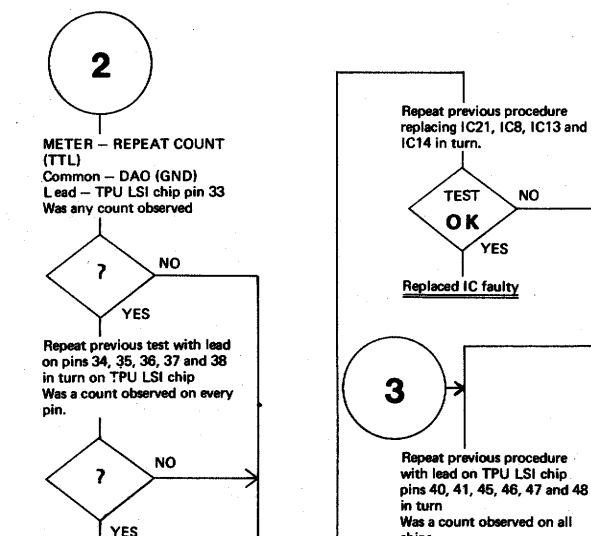 2
METER – REPEAT COUNT
(TTL)
Common – DAO (GND)
Lead – TPU LSI chip pin 33
Was any count observed
?
NO
YES
Repeat previous test with lead
on pins 34, 35, 36, 37 and 38
in turn on TPU LSI chip
Was a count observed on every
pin.
?
NO
YES
Repeat previous procedure
replacing IC21, IC8, IC13 and
IC14 in turn.
TEST
OK
NO
YES
Replaced IC faulty
3
Repeat previous procedure
with lead on TPU LSI chip
pins 40, 41, 45, 46, 47 and 48
in turn
Was a count observed on all